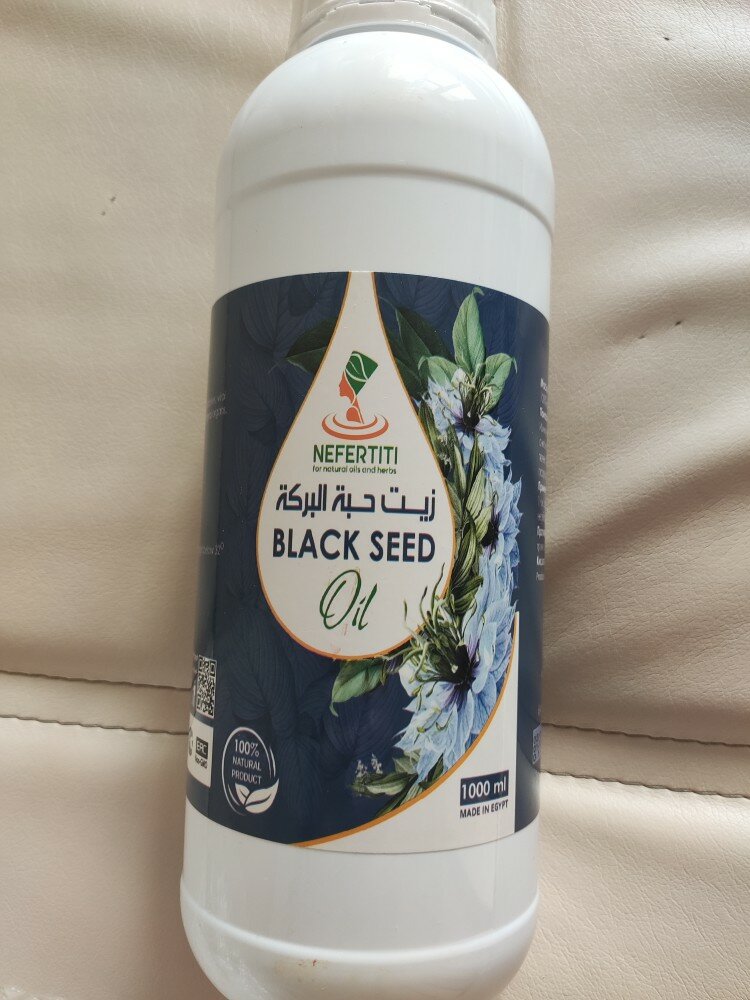 NEFERTITI
for natural oils and herbs
زيت حبة البركة
BLACK SEED
Oil
100%
NATURAL
PRODUCT
1000 ml
MADE IN EGYPT